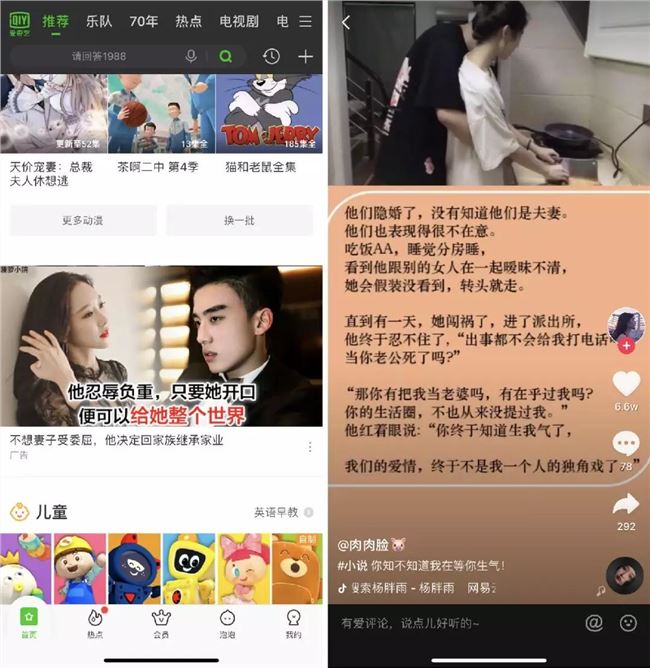 QIY
爱奇艺
推荐
乐队
70年
热点
电视剧
电
请回答1988
更新至52集
13集全
TOM and JERRY
185集全
天价宠妻：总裁
夫人休想逃
茶啊二中 第4季
猫和老鼠全集
更多动漫
换一批
菠萝小说
他忍辱负重，只要她开口
便可以给她整个世界
不想妻子受委屈，他决定回家族继承家业
广告
儿童
英语早教
自制
首页
热点
会员
泡泡
我的
他们隐婚了，没有知道他们是夫妻。
他们也表现得很不在意。
吃饭AA，睡觉分房睡，
看到他跟别的女人在一起暧昧不清，
她会假装没看到，转头就走。
直到有一天，她闯祸了，进了派出所，
他终于忍不住了，“出事都不会给我打电话
当你老公死了吗？”
“那你有把我当老婆吗，有在乎过我吗？
你的生活圈，不也从来没提过我。”
他红着眼说：“你终于知道生我气了，
我们的爱情，终于不是我一个人的独角戏了 ”
6.6w
78
292
@肉肉脸🐷
#小说 你知不知道我在等你生气！
搜索杨胖雨 - 杨胖雨 网易云
有爱评论，说点儿好听的~